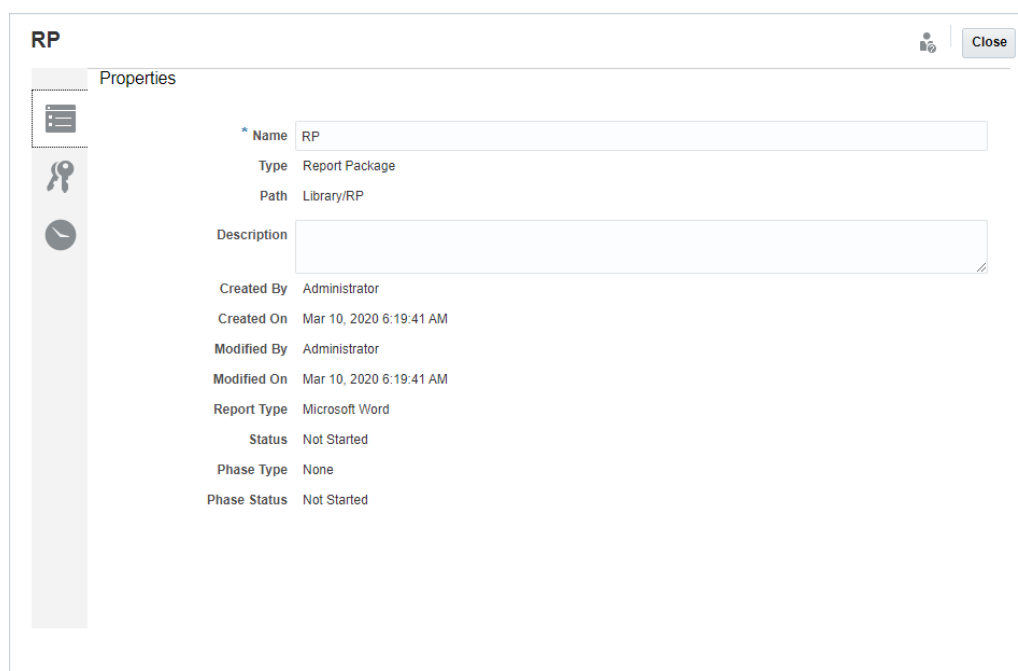 RP
Close
Properties
* Name RP
Type Report Package
Path Library/RP
Description
Created By Administrator
Created On Mar 10, 2020 6:19:41 AM
Modified By Administrator
Modified On Mar 10, 2020 6:19:41 AM
Report Type Microsoft Word
Status Not Started
Phase Type None
Phase Status Not Started